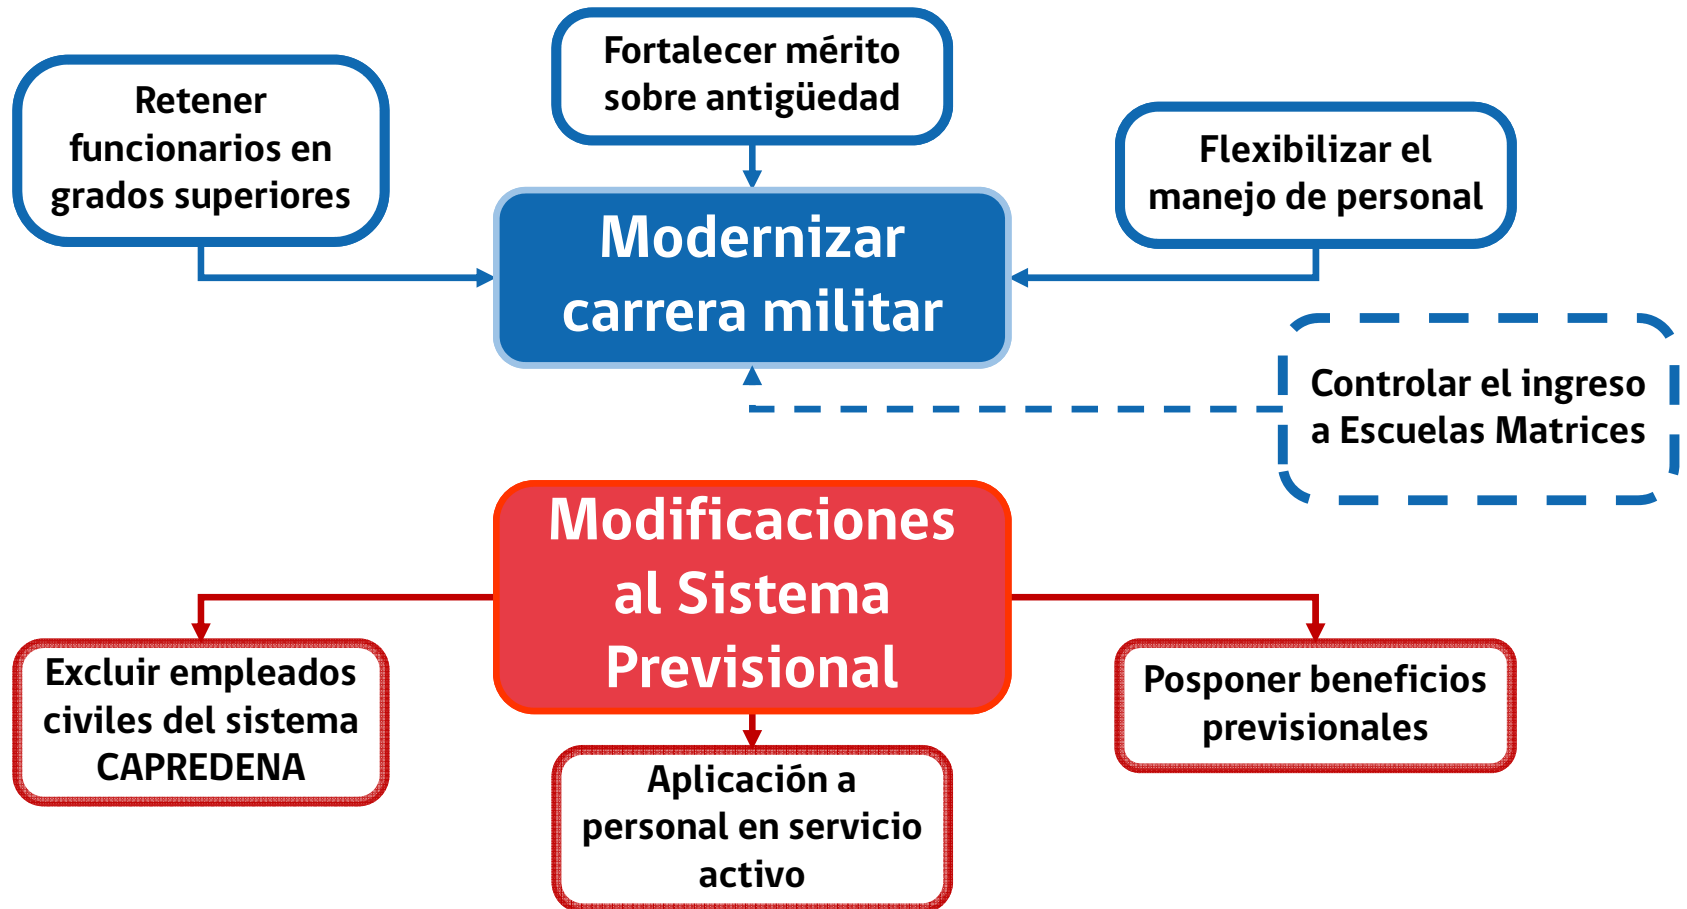 Fortalecer mérito
sobre antigüedad
Retener
funcionarios en
grados superiores
Flexibilizar el
manejo de personal
Modernizar
carrera militar
Controlar el ingreso
a Escuelas Matrices
Modificaciones
al Sistema
Previsional
Excluir empleados
civiles del sistema
CAPREDENA
Posponer beneficios
previsionales
Aplicación a
personal en servicio
activo